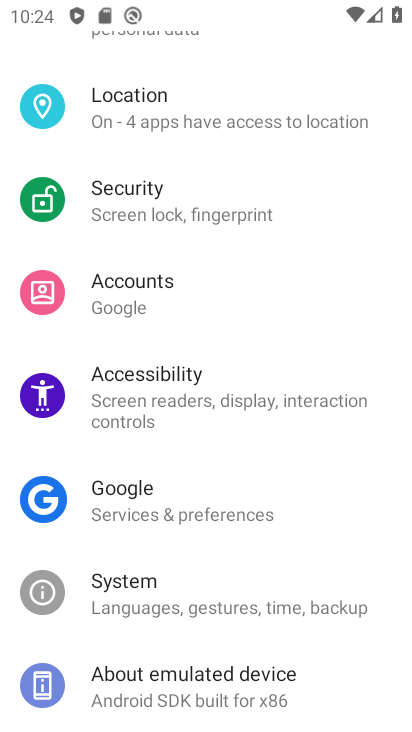 10:24
personal data
Location
On - 4 apps have access to location
Security
Screen lock, fingerprint
Accounts
Google
Accessibility
Screen readers, display, interaction
controls
Google
Services & preferences
System
Languages, gestures, time, backup
About emulated device
Android SDK built for x86